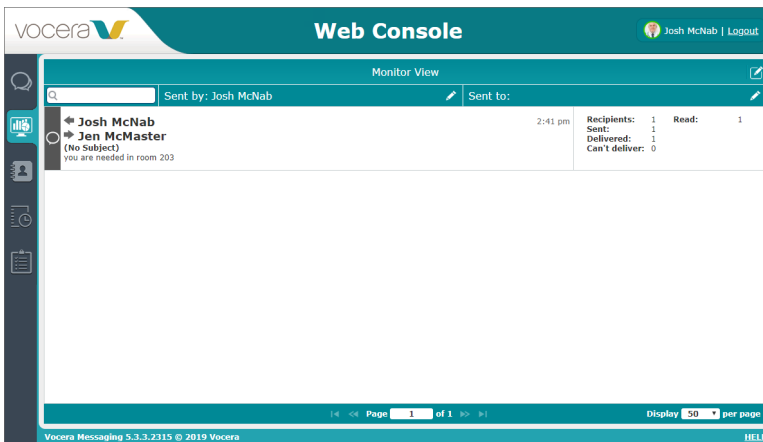 vocera
Web Console
Josh McNab | Logout
Monitor View
Sent by: Josh McNab
Sent to:
Josh McNab
Jen McMaster
(No Subject)
you are needed in room 203
2:41 pm
Recipients: 1 Read: 1
Sent: 1
Delivered: 1
Can't deliver: 0
Page 1 of 1
Display 50 per page
Vocera Messaging 5.3.3.2315 © 2019 Vocera
HELP